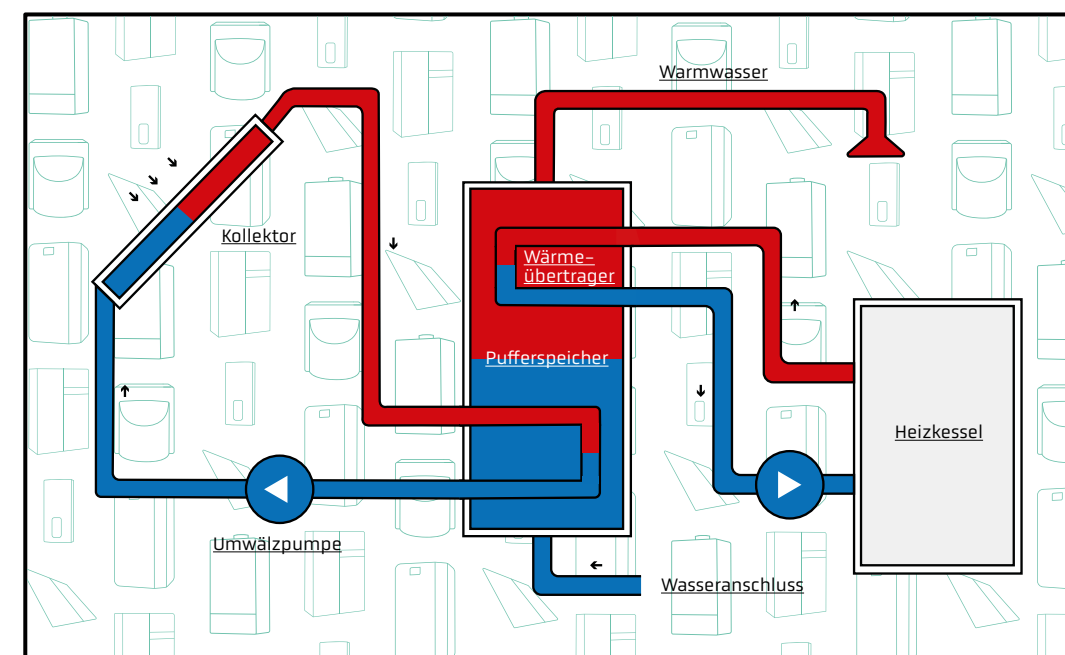 Warmwasser
Kollektor
Wärme-
übertrager
Pufferspeicher
Heizkessel
Umwälzpumpe
Wasseranschluss